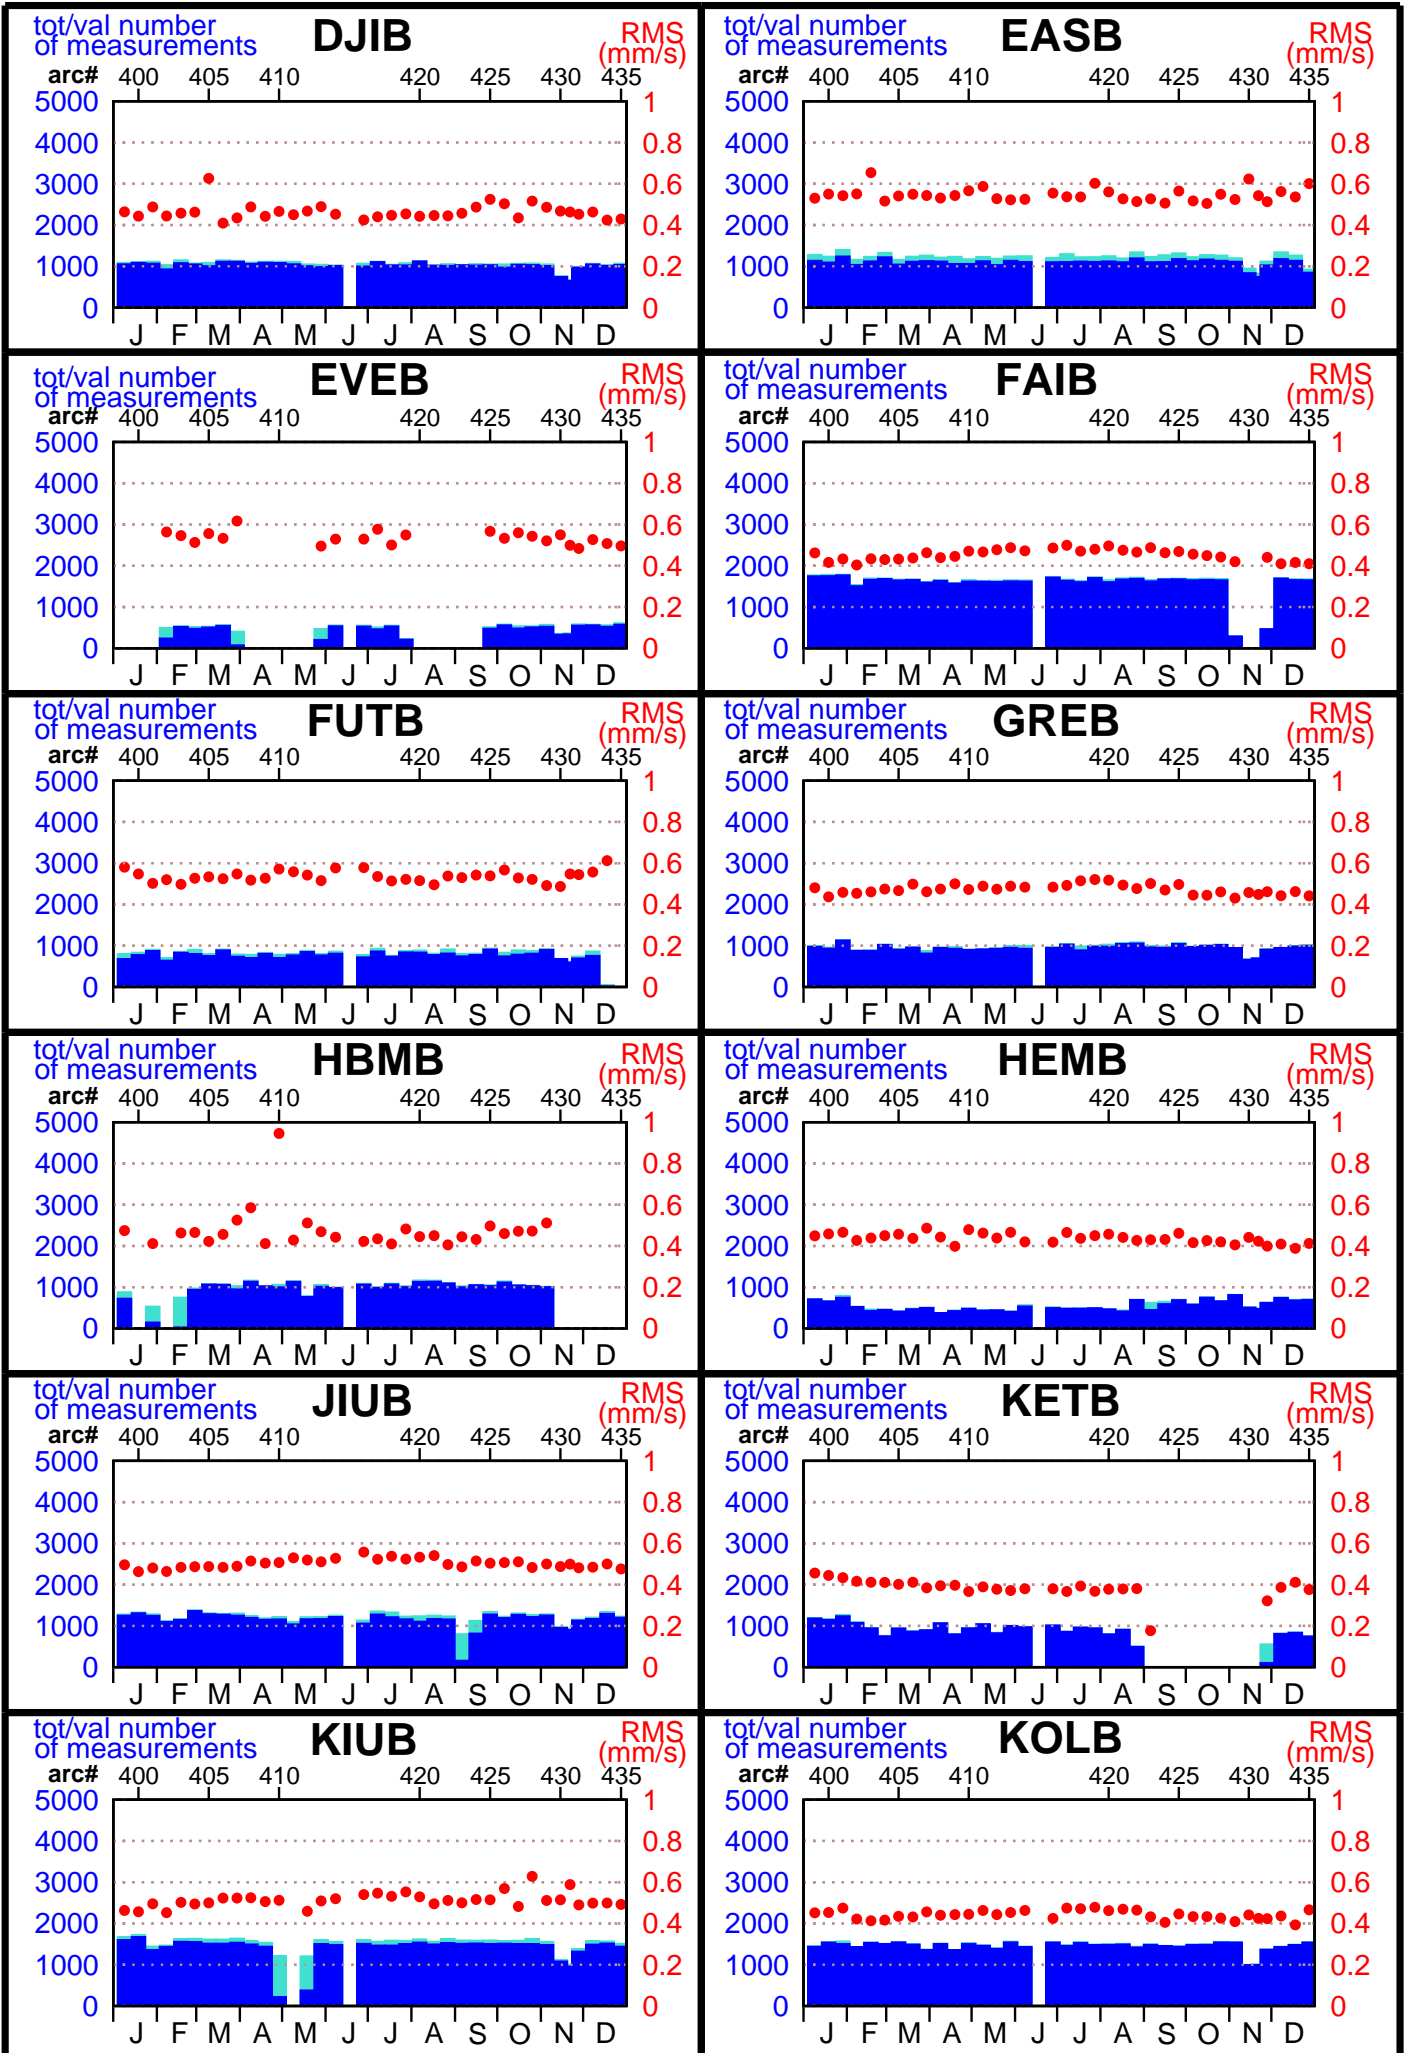 tot/val number of measurements DJIB RMS (mm/s)
arc# 400 405 410 420 425 430 435
5000 1
4000 0.8
3000 0.6
2000 0.4
1000 0.2
0 0
J F M A M J J A S O N D
tot/val number of measurements EASB RMS (mm/s)
arc# 400 405 410 420 425 430 435
5000 1
4000 0.8
3000 0.6
2000 0.4
1000 0.2
0 0
J F M A M J J A S O N D
tot/val number of measurements EVEB RMS (mm/s)
arc# 400 405 410 420 425 430 435
5000 1
4000 0.8
3000 0.6
2000 0.4
1000 0.2
0 0
J F M A M J J A S O N D
tot/val number of measurements FAIB RMS (mm/s)
arc# 400 405 410 420 425 430 435
5000 1
4000 0.8
3000 0.6
2000 0.4
1000 0.2
0 0
J F M A M J J A S O N D
tot/val number of measurements FUTB RMS (mm/s)
arc# 400 405 410 420 425 430 435
5000 1
4000 0.8
3000 0.6
2000 0.4
1000 0.2
0 0
J F M A M J J A S O N D
tot/val number of measurements GREB RMS (mm/s)
arc# 400 405 410 420 425 430 435
5000 1
4000 0.8
3000 0.6
2000 0.4
1000 0.2
0 0
J F M A M J J A S O N D
tot/val number of measurements HBMB RMS (mm/s)
arc# 400 405 410 420 425 430 435
5000 1
4000 0.8
3000 0.6
2000 0.4
1000 0.2
0 0
J F M A M J J A S O N D
tot/val number of measurements HEMB RMS (mm/s)
arc# 400 405 410 420 425 430 435
5000 1
4000 0.8
3000 0.6
2000 0.4
1000 0.2
0 0
J F M A M J J A S O N D
tot/val number of measurements JIUB RMS (mm/s)
arc# 400 405 410 420 425 430 435
5000 1
4000 0.8
3000 0.6
2000 0.4
1000 0.2
0 0
J F M A M J J A S O N D
tot/val number of measurements KETB RMS (mm/s)
arc# 400 405 410 420 425 430 435
5000 1
4000 0.8
3000 0.6
2000 0.4
1000 0.2
0 0
J F M A M J J A S O N D
tot/val number of measurements KIUB RMS (mm/s)
arc# 400 405 410 420 425 430 435
5000 1
4000 0.8
3000 0.6
2000 0.4
1000 0.2
0 0
J F M A M J J A S O N D
tot/val number of measurements KOLB RMS (mm/s)
arc# 400 405 410 420 425 430 435
5000 1
4000 0.8
3000 0.6
2000 0.4
1000 0.2
0 0
J F M A M J J A S O N D